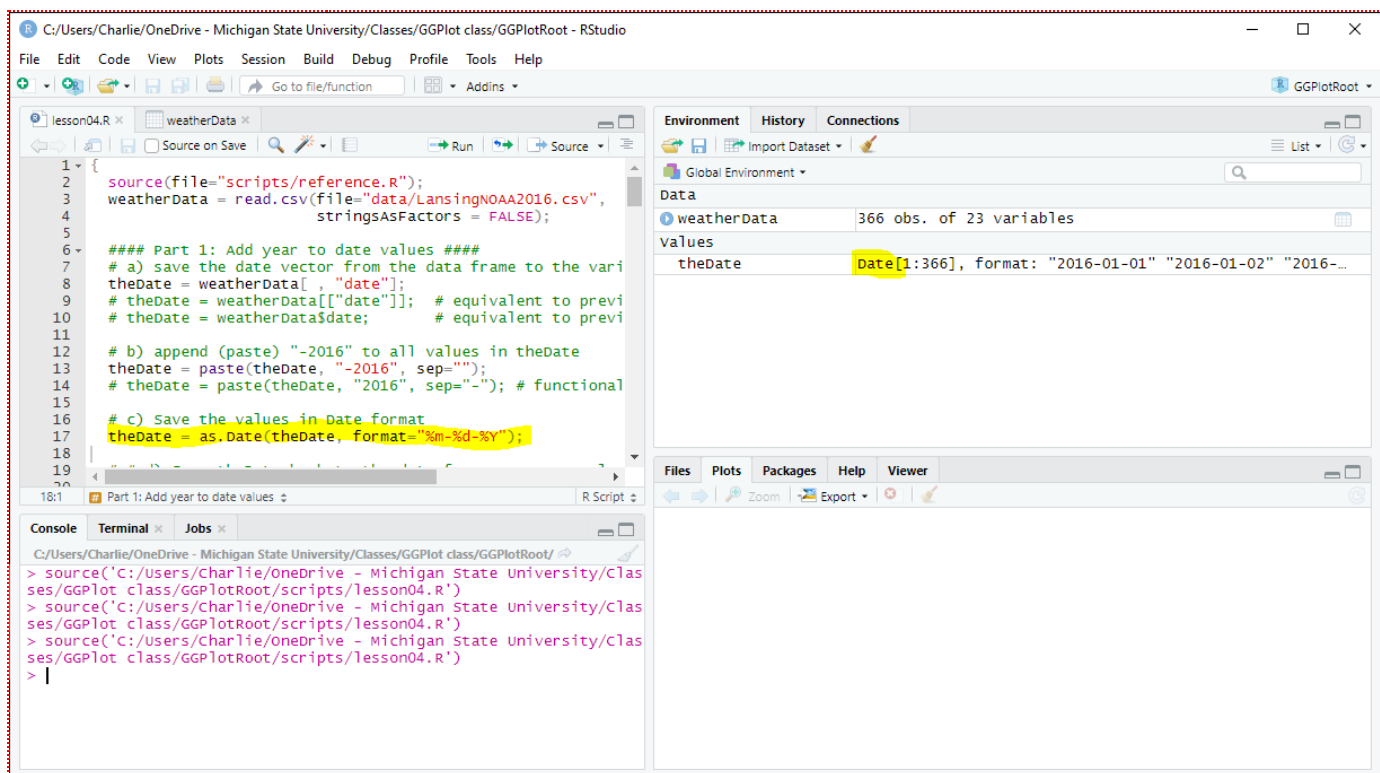 C:/Users/Charlie/OneDrive - Michigan State University/Classes/GGPlot class/GGPlotRoot - RStudio
File Edit Code View Plots Session Build Debug Profile Tools Help
Go to file/function Addins GGPlotRoot
lesson04.R weatherData
Source on Save Run Source
1 {
2 source(file="scripts/reference.R");
3 weatherData = read.csv(file="data/LansingNOAA2016.csv",
4 stringsAsFactors = FALSE);
5
6 #### Part 1: Add year to date values ####
7 # a) save the date vector from the data frame to the vari
8 theDate = weatherData[ , "date"];
9 # theDate = weatherData[["date"]]; # equivalent to previ
10 # theDate = weatherData$date; # equivalent to previ
11
12 # b) append (paste) "-2016" to all values in theDate
13 theDate = paste(theDate, "-2016", sep="");
14 # theDate = paste(theDate, "2016", sep="-"); # functional
15
16 # c) Save the values in Date format
17 theDate = as.Date(theDate, format="%m-%d-%Y");
18
19
20
18:1 Part 1: Add year to date values R Script
Console Terminal Jobs
C:/Users/Charlie/OneDrive - Michigan State University/Classes/GGPlot class/GGPlotRoot/
> source('C:/Users/Charlie/OneDrive - Michigan State University/Clas
ses/GGPlot class/GGPlotRoot/scripts/lesson04.R')
> source('C:/Users/Charlie/OneDrive - Michigan State University/Clas
ses/GGPlot class/GGPlotRoot/scripts/lesson04.R')
> source('C:/Users/Charlie/OneDrive - Michigan State University/Clas
ses/GGPlot class/GGPlotRoot/scripts/lesson04.R')
>
Environment History Connections
Import Dataset List
Global Environment
Data
weatherData 366 obs. of 23 variables
Values
theDate Date[1:366], format: "2016-01-01" "2016-01-02" "2016-…
Files Plots Packages Help Viewer
Zoom Export